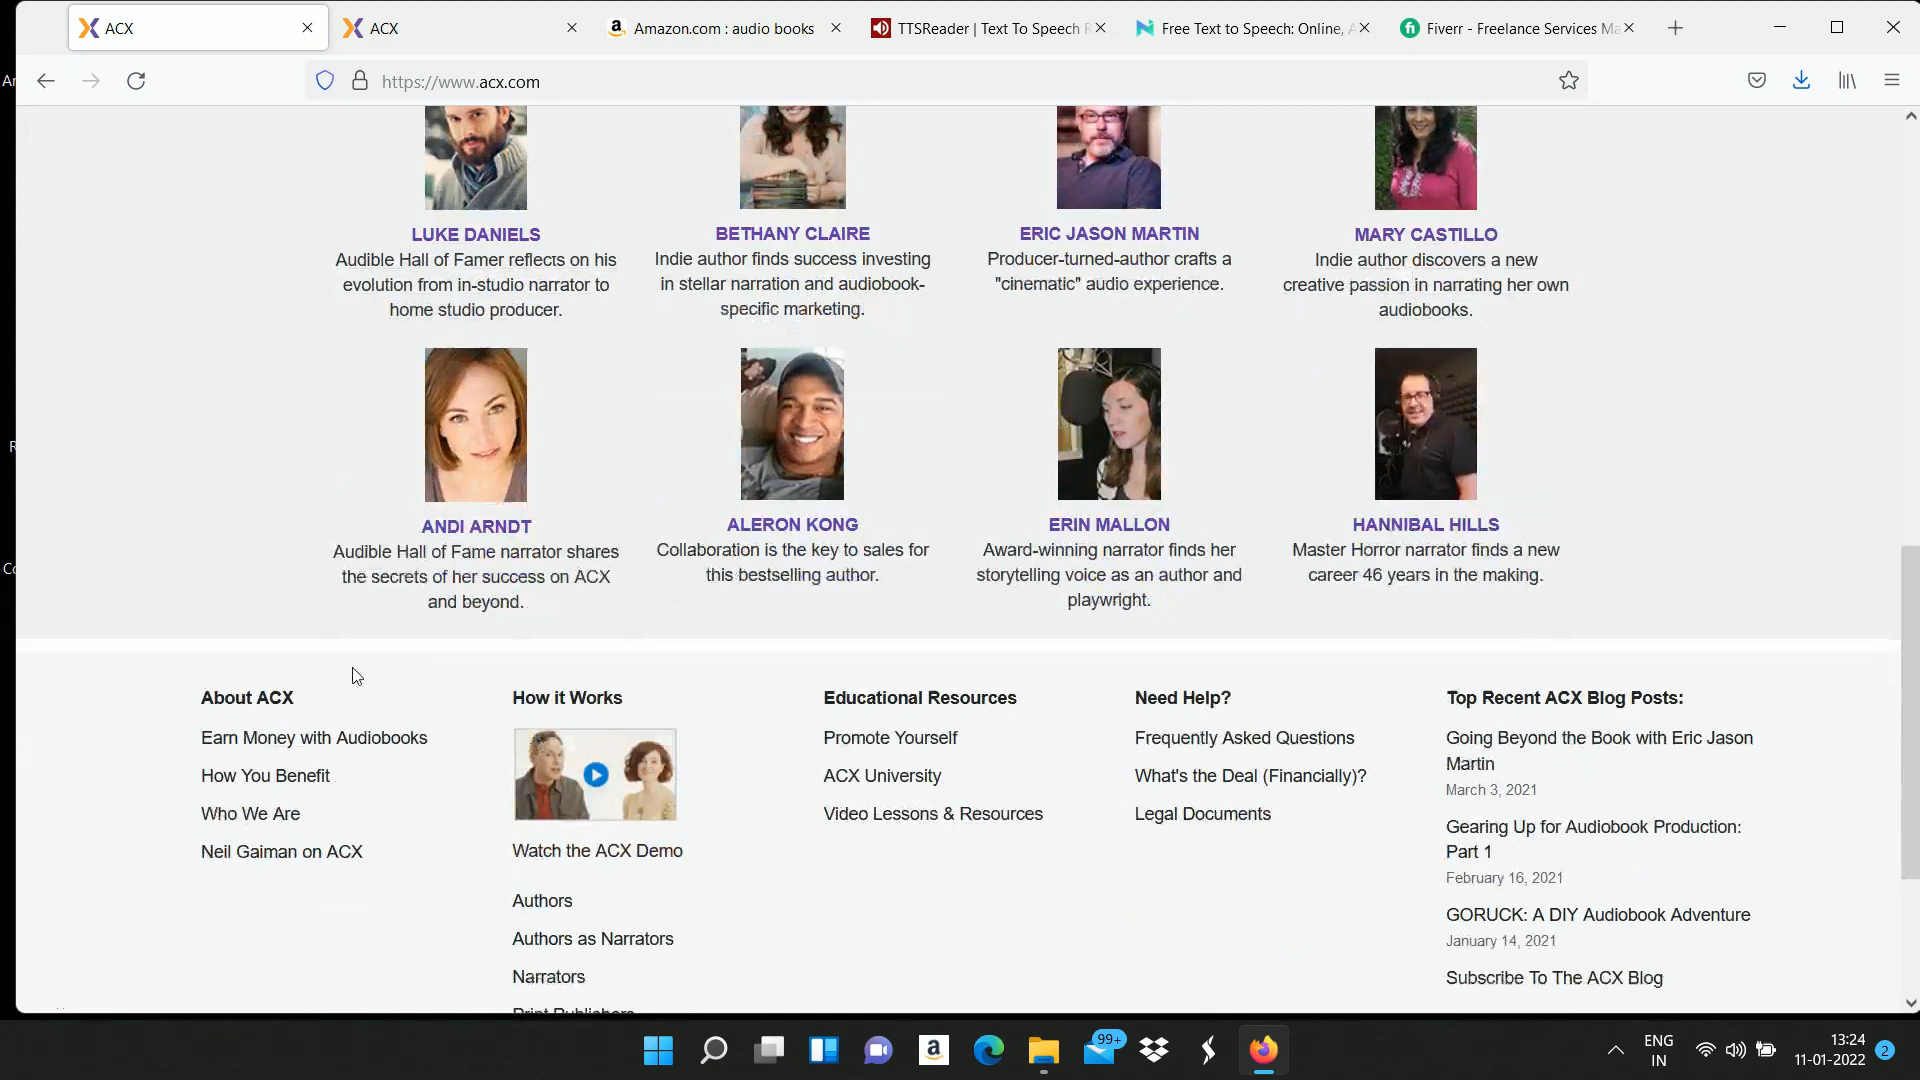 ACX
ACX
Amazon.com : audio books
TTSReader | Text To Speech R
Free Text to Speech: Online, A
Fiverr - Freelance Services Ma
https://www.acx.com
LUKE DANIELS
Audible Hall of Famer reflects on his
evolution from in-studio narrator to
home studio producer.
BETHANY CLAIRE
Indie author finds success investing
in stellar narration and audiobook-
specific marketing.
ERIC JASON MARTIN
Producer-turned-author crafts a
"cinematic" audio experience.
MARY CASTILLO
Indie author discovers a new
creative passion in narrating her own
audiobooks.
ANDI ARNDT
Audible Hall of Fame narrator shares
the secrets of her success on ACX
and beyond.
ALERON KONG
Collaboration is the key to sales for
this bestselling author.
ERIN MALLON
Award-winning narrator finds her
storytelling voice as an author and
playwright.
HANNIBAL HILLS
Master Horror narrator finds a new
career 46 years in the making.
About ACX
Earn Money with Audiobooks
How You Benefit
Who We Are
Neil Gaiman on ACX
How it Works
Watch the ACX Demo
Authors
Authors as Narrators
Narrators
Print Publishers
Educational Resources
Promote Yourself
ACX University
Video Lessons & Resources
Need Help?
Frequently Asked Questions
What's the Deal (Financially)?
Legal Documents
Top Recent ACX Blog Posts:
Going Beyond the Book with Eric Jason
Martin
March 3, 2021
Gearing Up for Audiobook Production:
Part 1
February 16, 2021
GORUCK: A DIY Audiobook Adventure
January 14, 2021
Subscribe To The ACX Blog
99+
ENG
IN
13:24
11-01-2022
2